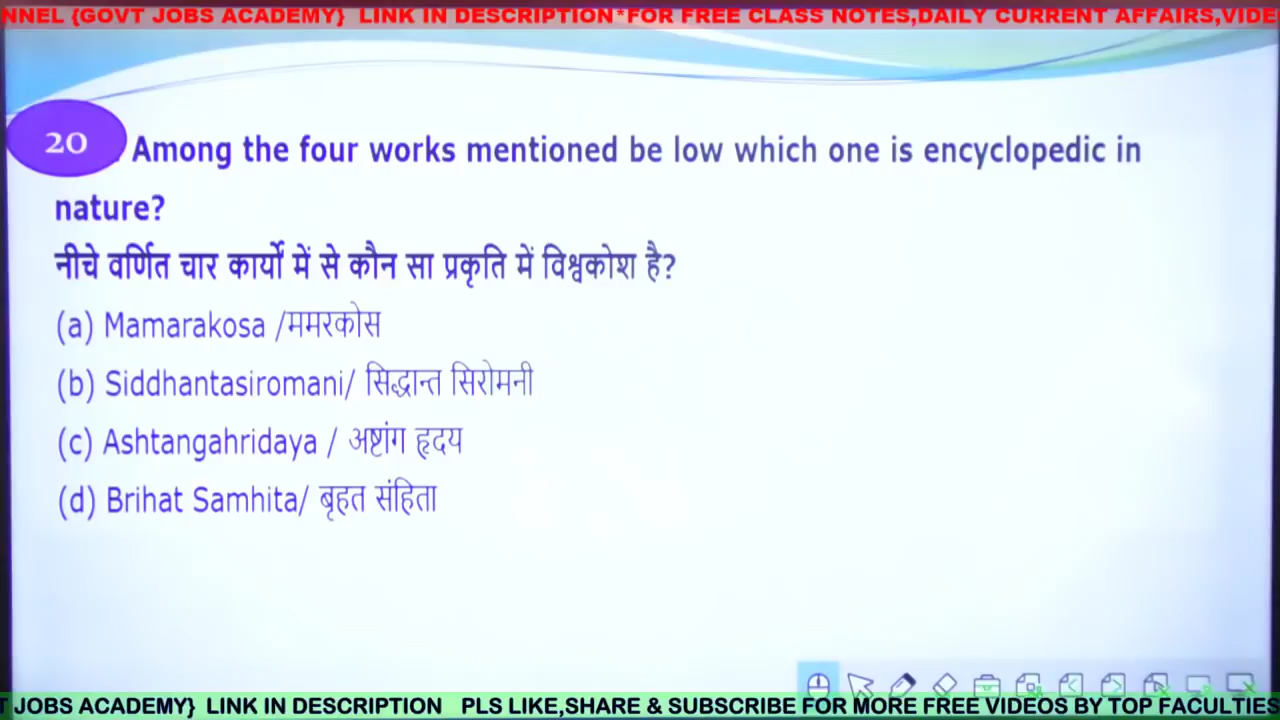 NNEL {GOVT JOBS ACADEMY} LINK IN DESCRIPTION*FOR FREE CLASS NOTES,DAILY CURRENT AFFAIRS,VIDE
20 . Among the four works mentioned be low which one is encyclopedic in
nature?
नीचे वर्णित चार कार्यो में से कौन सा प्रकृति में विश्वकोश है?
(a) Mamarakosa /ममरकोस
(b) Siddhantasiromani/ सिद्धान्त सिरोमनी
(c) Ashtangahridaya / अष्टांग हृदय
(d) Brihat Samhita/ बृहत संहिता
T JOBS ACADEMY} LINK IN DESCRIPTION PLS LIKE,SHARE & SUBSCRIBE FOR MORE FREE VIDEOS BY TOP FACULTIES